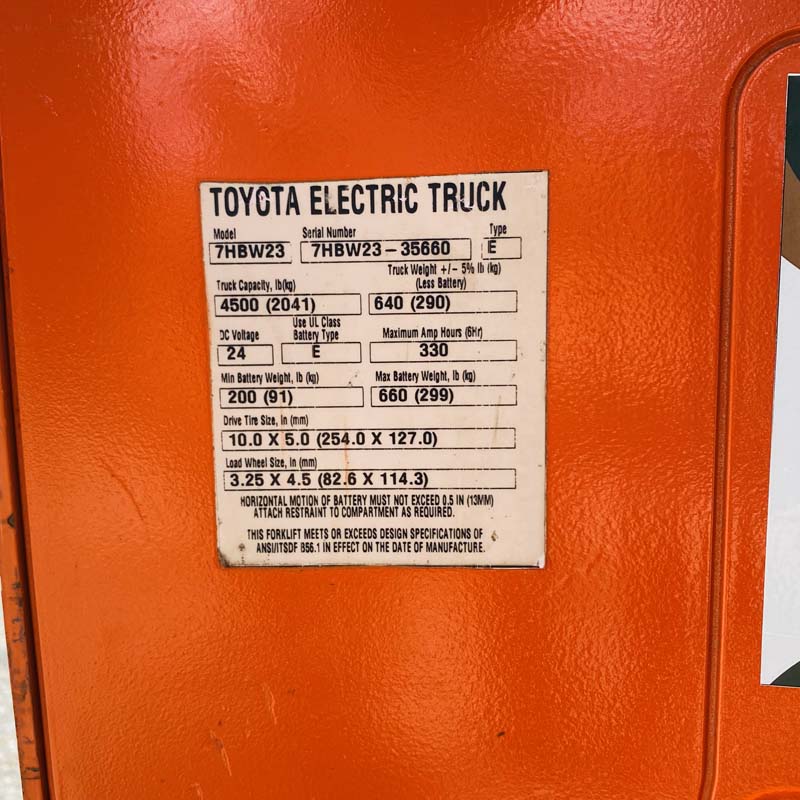 TOYOTA ELECTRIC TRUCK
Model Serial Number Type
7HBW23 7HBW23-35660 E
Truck Capacity, lb(kg) Truck Weight +/- 5% lb (kg)
(Less Battery)
4500 (2041) 640 (290)
DC Voltage Use UL Class Battery Type Maximum Amp Hours (6Hr)
24 E 330
Min Battery Weight, lb (kg) Max Battery Weight, lb (kg)
200 (91) 660 (299)
Drive Tire Size, in (mm)
10.0 X 5.0 (254.0 X 127.0)
Load Wheel Size, in (mm)
3.25 X 4.5 (82.6 X 114.3)
HORIZONTAL MOTION OF BATTERY MUST NOT EXCEED 0.5 IN (13MM)
ATTACH RESTRAINT TO COMPARTMENT AS REQUIRED.
THIS FORKLIFT MEETS OR EXCEEDS DESIGN SPECIFICATIONS OF
ANSI/ITSDF B56.1 IN EFFECT ON THE DATE OF MANUFACTURE.